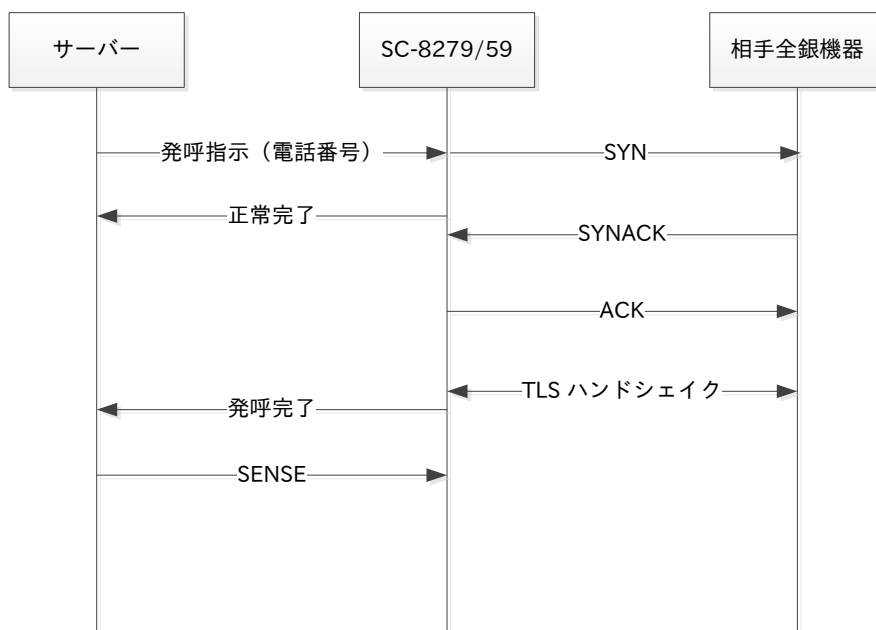 サーバー
SC-8279/59
相手全銀機器
発呼指示（電話番号）
SYN
正常完了
SYNACK
ACK
TLS ハンドシェイク
発呼完了
SENSE